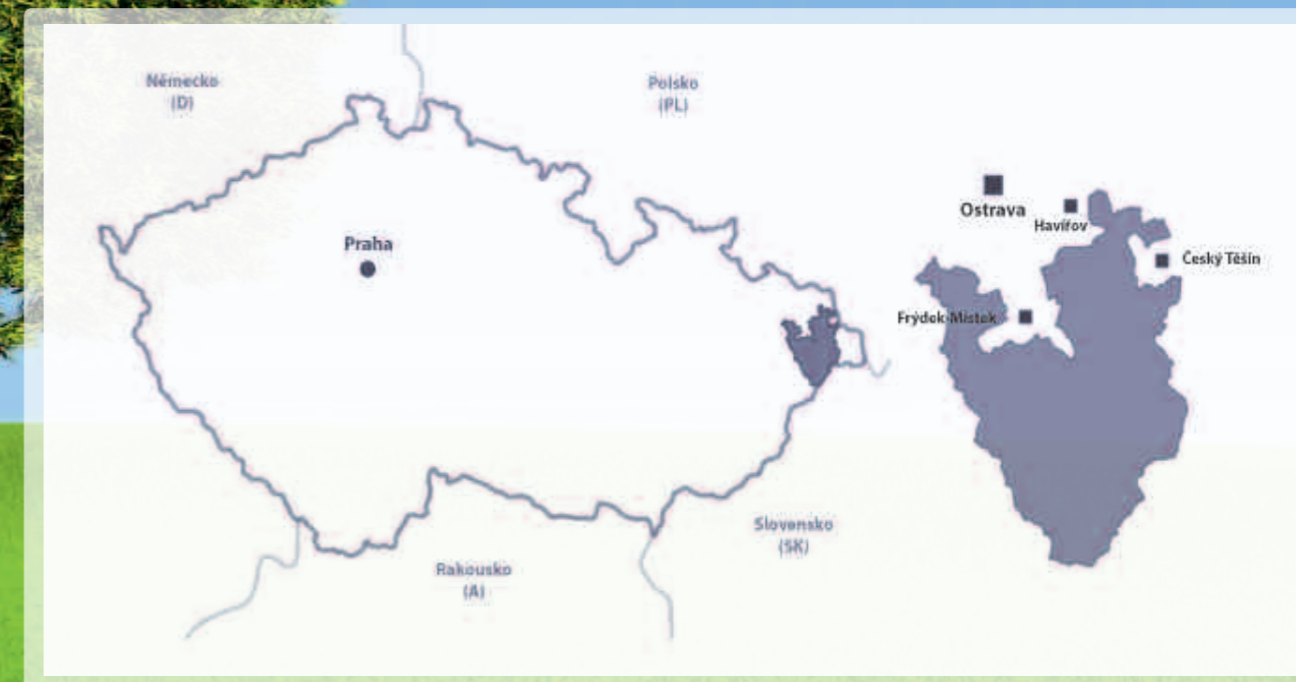 Německo
(D)
Polsko
(PL)
Praha
Ostrava
Havířov
Český Těšín
Frýdek-Místek
Slovensko
(SK)
Rakousko
(A)